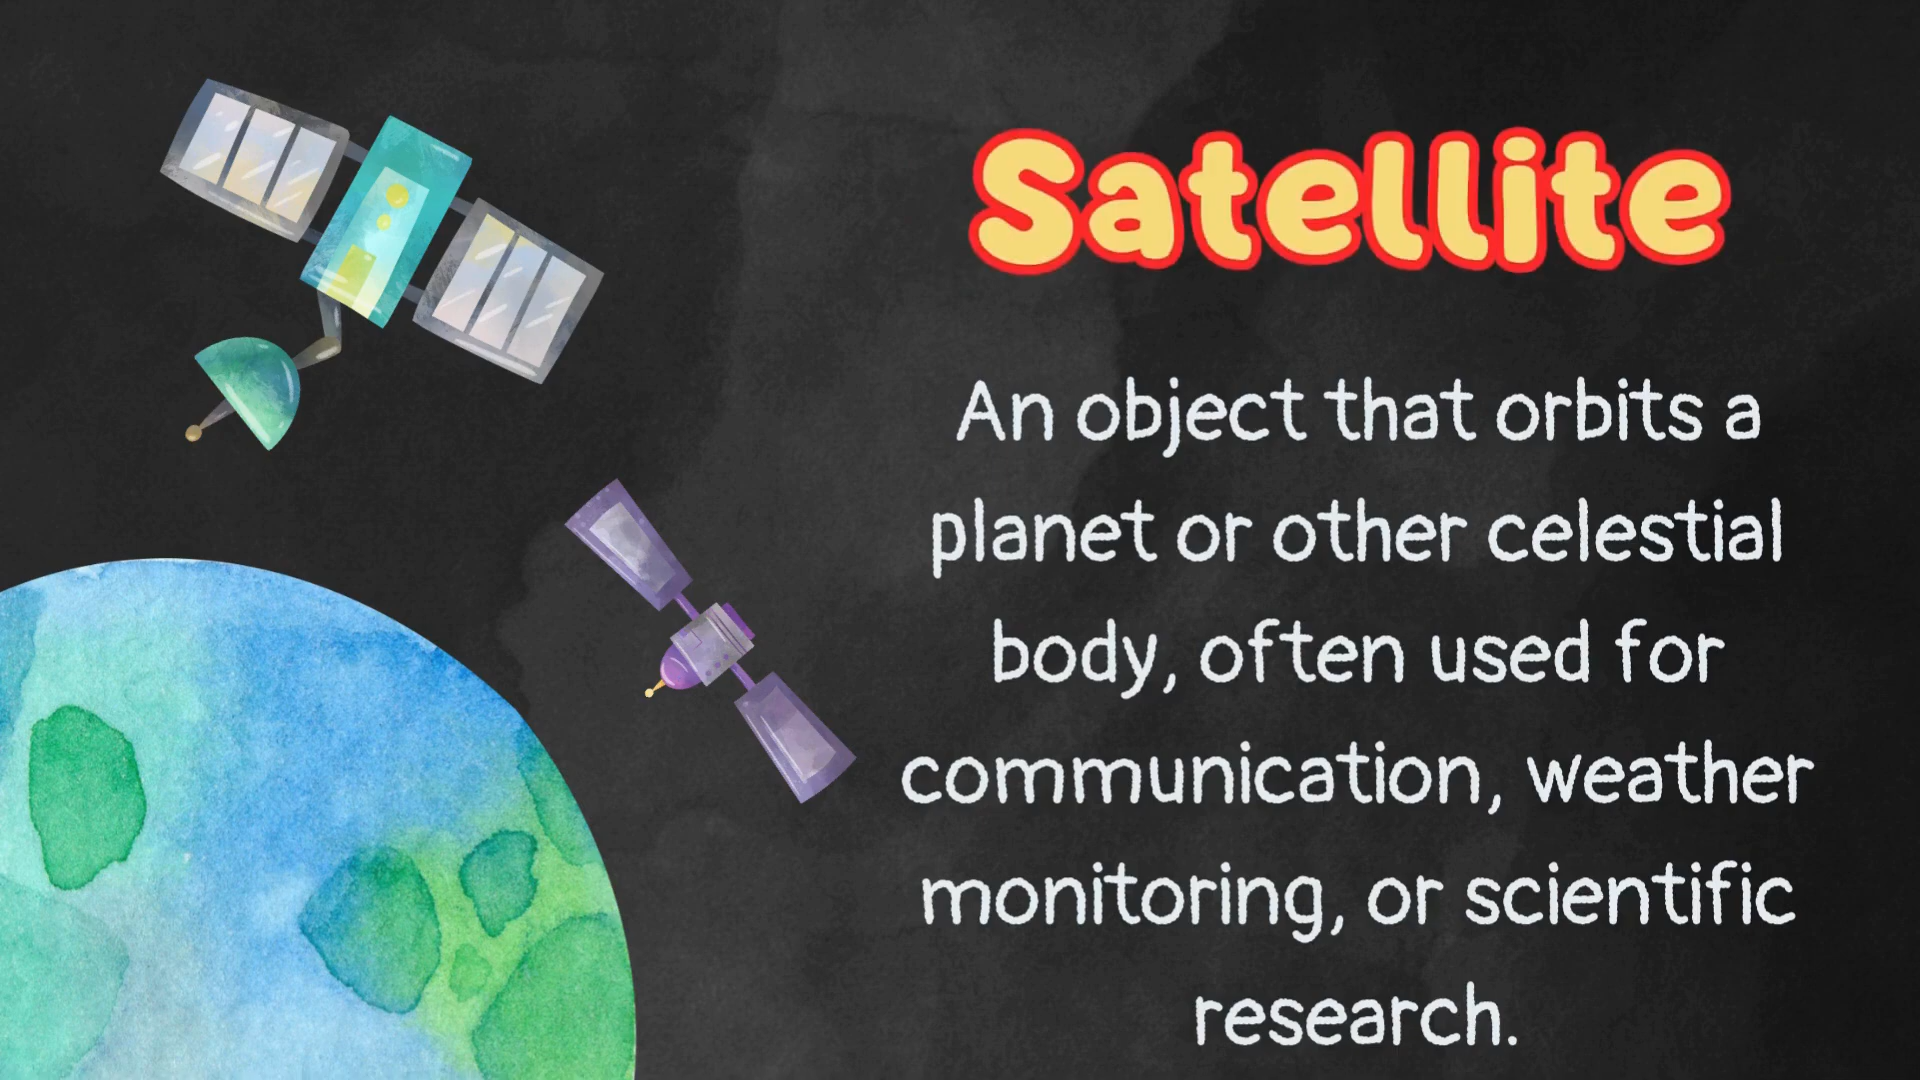 Satellite
An object that orbits a
planet or other celestial
body, often used for
communication, weather
monitoring, or scientific
research.